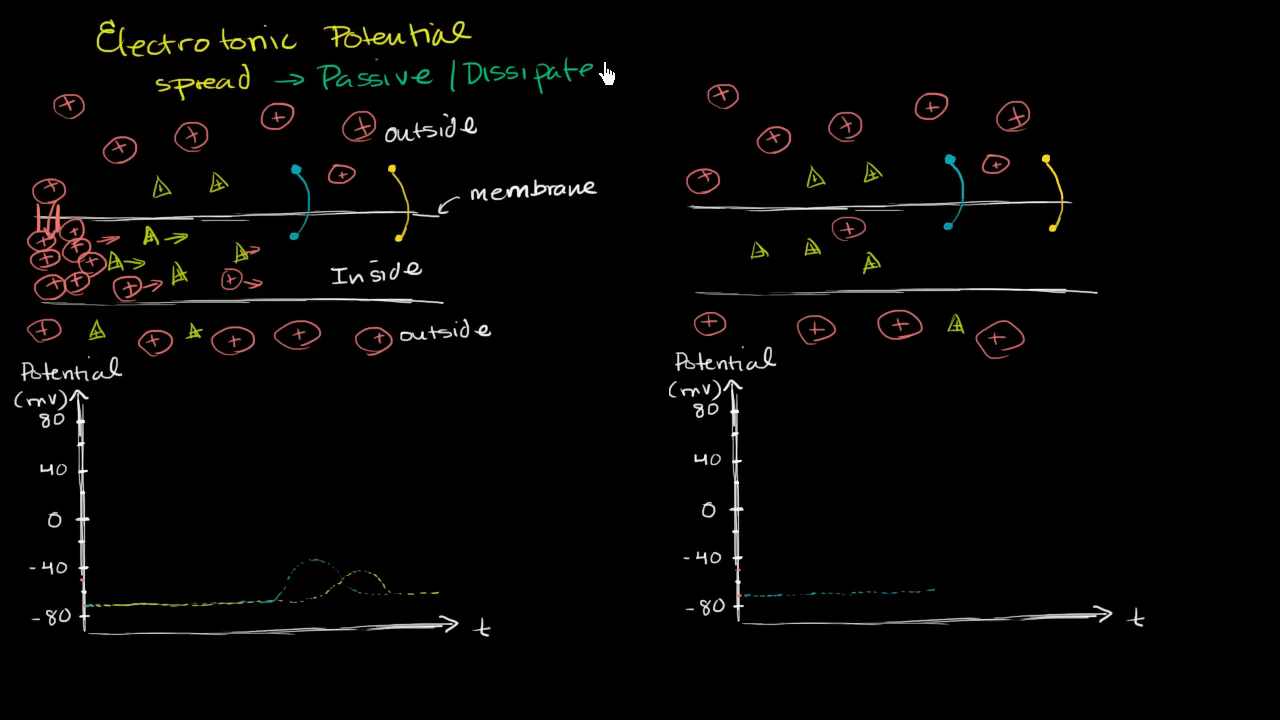 Electrotonic Potential
spread → Passive / Dissipate
outside
membrane
Inside
outside
Potential
(mv)
80
40
0
-40
-80
t
Potential
(mv)
80
40
0
-40
-80
t